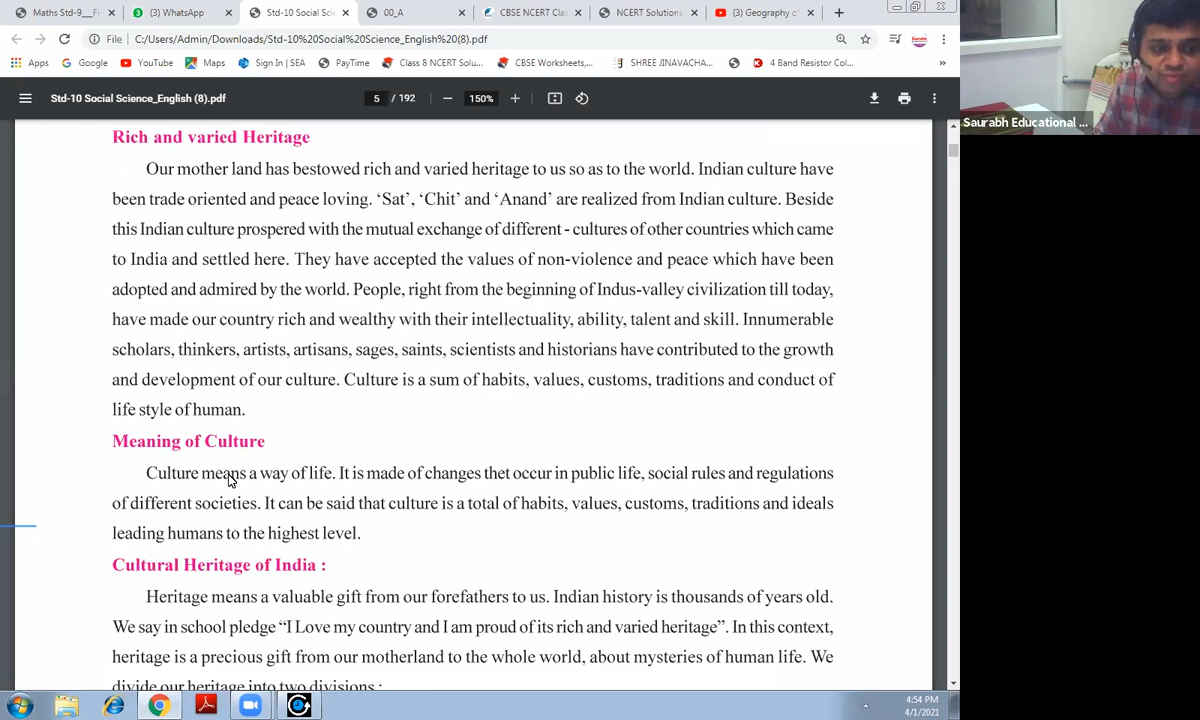 Maths Std-9__Fi
(3) WhatsApp
Std-10 Social Sci
00_A
CBSE NCERT Clas
NCERT Solutions
(3) Geography of
File
C:/Users/Admin/Downloads/Std-10%20Social%20Science_English%20(8).pdf
Apps
Google
YouTube
Maps
Sign In | SEA
PayTime
Class 8 NCERT Solu...
CBSE Worksheets,...
SHREE JINAVACHA...
4 Band Resistor Col...
»
Std-10 Social Science_English (8).pdf
5 / 192
150%
Saurabh Educational ...
Rich and varied Heritage
Our mother land has bestowed rich and varied heritage to us so as to the world. Indian culture have
been trade oriented and peace loving. ‘Sat’, ‘Chit’ and ‘Anand’ are realized from Indian culture. Beside
this Indian culture prospered with the mutual exchange of different - cultures of other countries which came
to India and settled here. They have accepted the values of non-violence and peace which have been
adopted and admired by the world. People, right from the beginning of Indus-valley civilization till today,
have made our country rich and wealthy with their intellectuality, ability, talent and skill. Innumerable
scholars, thinkers, artists, artisans, sages, saints, scientists and historians have contributed to the growth
and development of our culture. Culture is a sum of habits, values, customs, traditions and conduct of
life style of human.
Meaning of Culture
Culture means a way of life. It is made of changes thet occur in public life, social rules and regulations
of different societies. It can be said that culture is a total of habits, values, customs, traditions and ideals
leading humans to the highest level.
Cultural Heritage of India :
Heritage means a valuable gift from our forefathers to us. Indian history is thousands of years old.
We say in school pledge “I Love my country and I am proud of its rich and varied heritage”. In this context,
heritage is a precious gift from our motherland to the whole world, about mysteries of human life. We
divide our heritage into two divisions :
4:54 PM
4/1/2021